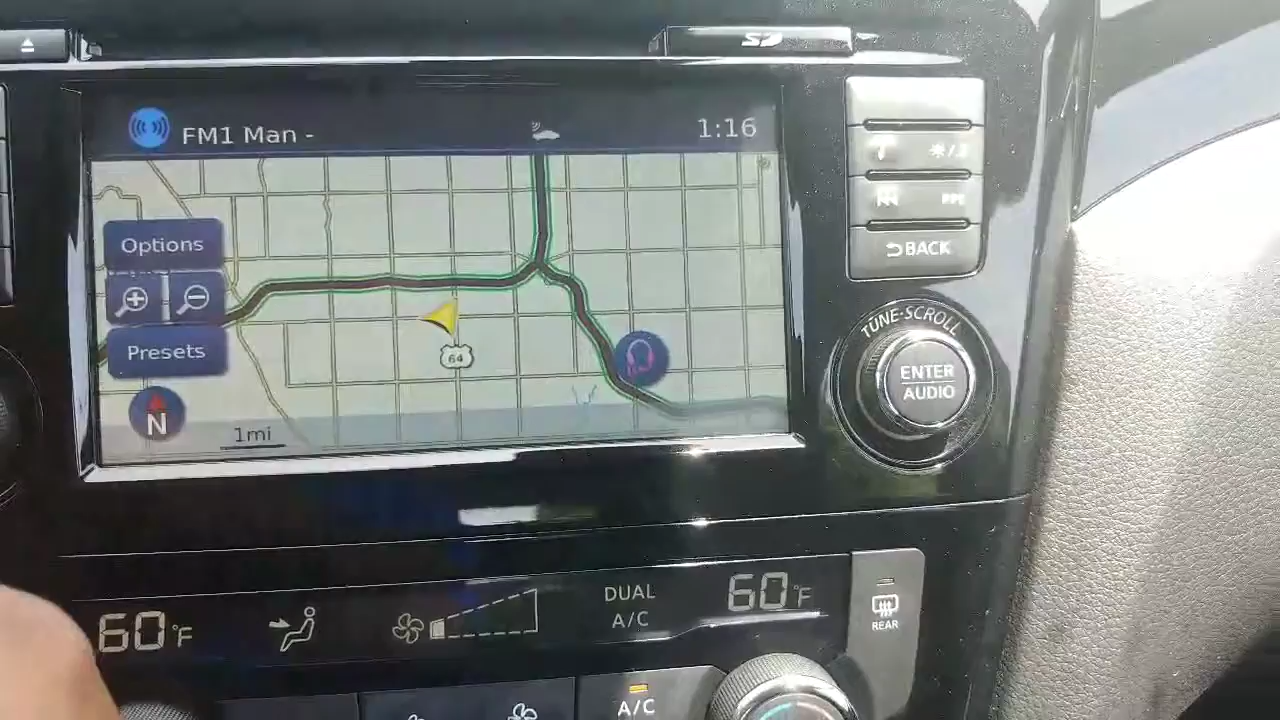 SD
FM1 Man -
1:16
Options
Presets
64
N
1mi
BACK
TUNE·SCROLL
ENTER
AUDIO
60°F
DUAL
A/C
60°F
REAR
A/C